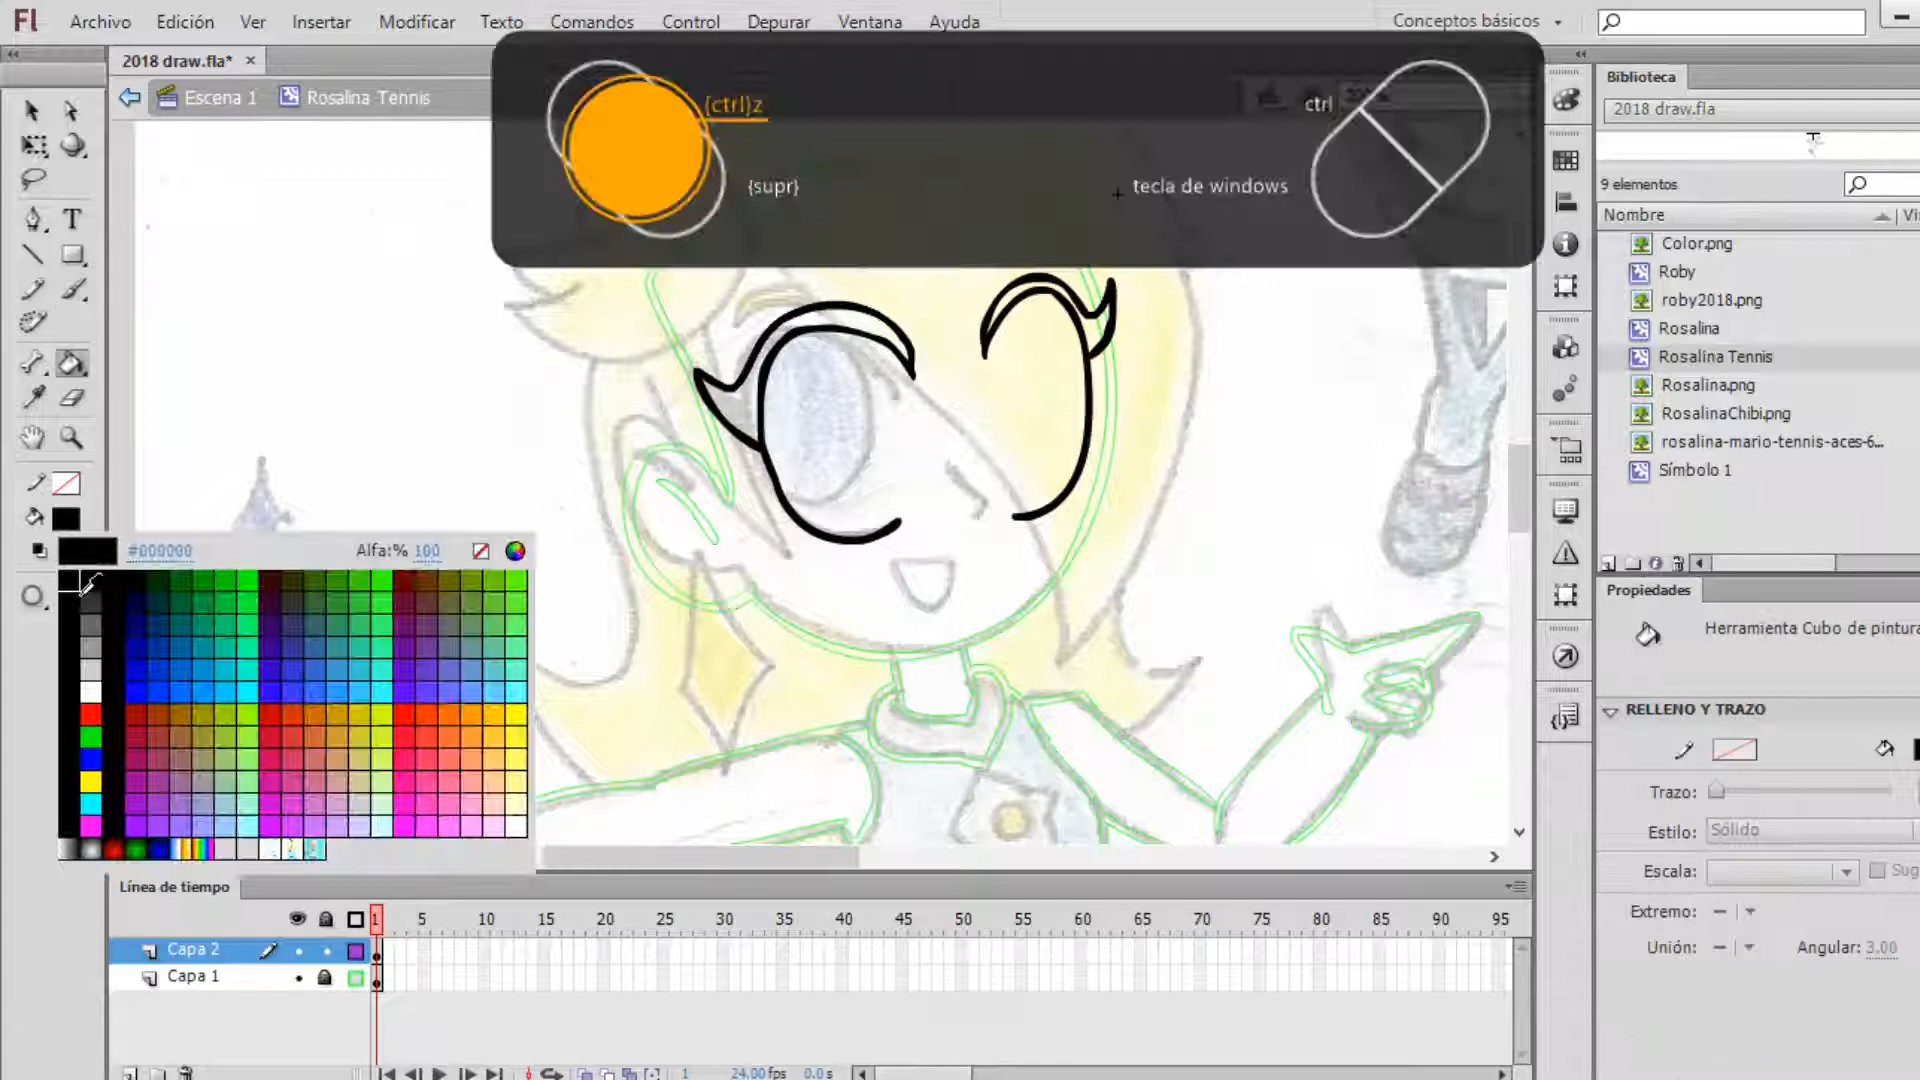 Fl Archivo Edición Ver Insertar Modificar Texto Comandos Control Depurar Ventana Ayuda Conceptos básicos
2018 draw.fla*
Escena 1 Rosalina Tennis
{ctrl}z
{supr}
ctrl
tecla de windows
#000000 Alfa:% 100
Biblioteca
2018 draw.fla
9 elementos
Nombre
Color.png
Roby
roby2018.png
Rosalina
Rosalina Tennis
Rosalina.png
RosalinaChibi.png
rosalina-mario-tennis-aces-6...
Símbolo 1
Propiedades
Herramienta Cubo de pintura
RELLENO Y TRAZO
Trazo:
Estilo: Sólido
Escala: Sug
Extremo:
Unión: Angular: 3.00
Línea de tiempo
1 5 10 15 20 25 30 35 40 45 50 55 60 65 70 75 80 85 90 95
Capa 2
Capa 1
1 24.00 fps 0.0 s